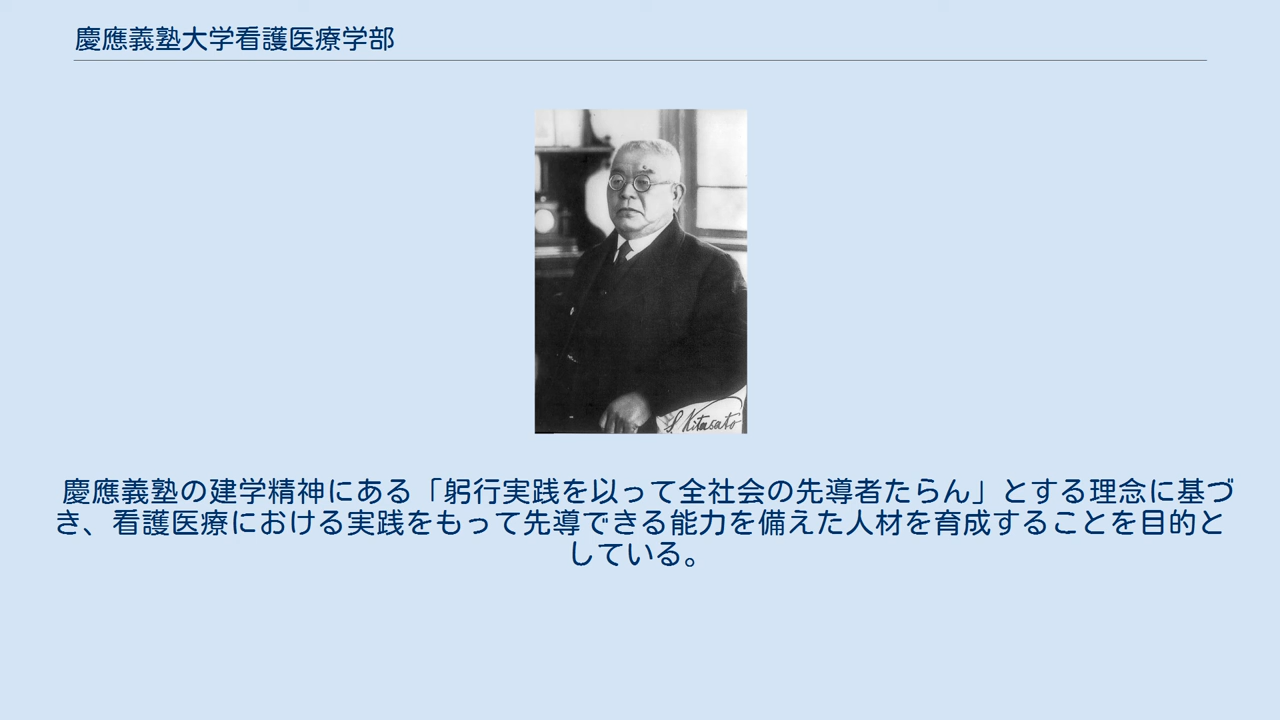 慶應義塾大学看護医療学部
S Kitasato
慶應義塾の建学精神にある「躬行実践を以って全社会の先導者たらん」とする理念に基づ
き、看護医療における実践をもって先導できる能力を備えた人材を育成することを目的と
している。